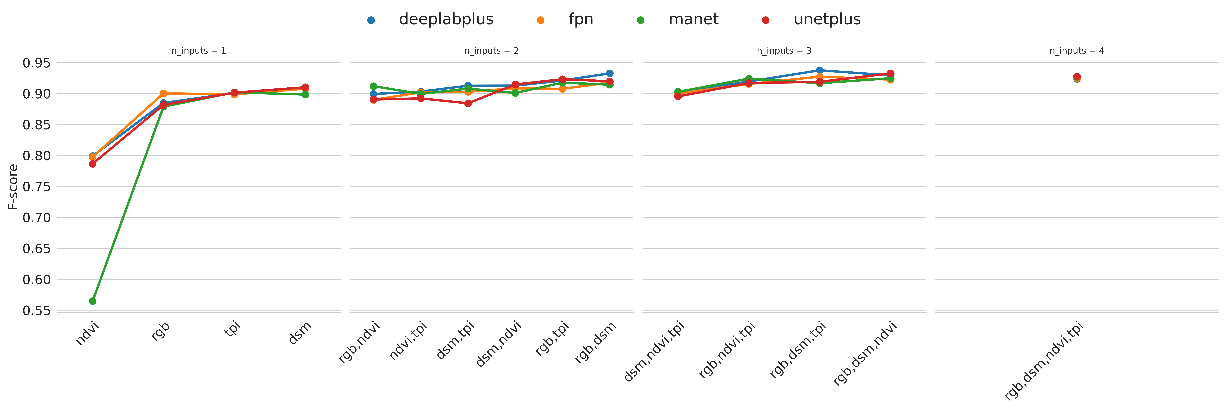 deeplabplus fpn manet unetplus
n_inputs = 1 n_inputs = 2 n_inputs = 3 n_inputs = 4
0.95
0.90
0.85
0.80
0.75
0.70
0.65
0.60
0.55
F-score
ndvi rgb tpi dsm
rgb,ndvi ndvi,tpi dsm,tpi dsm,ndvi rgb,tpi rgb,dsm
dsm,ndvi,tpi rgb,ndvi,tpi rgb,dsm,tpi rgb,dsm,ndvi
rgb,dsm,ndvi,tpi